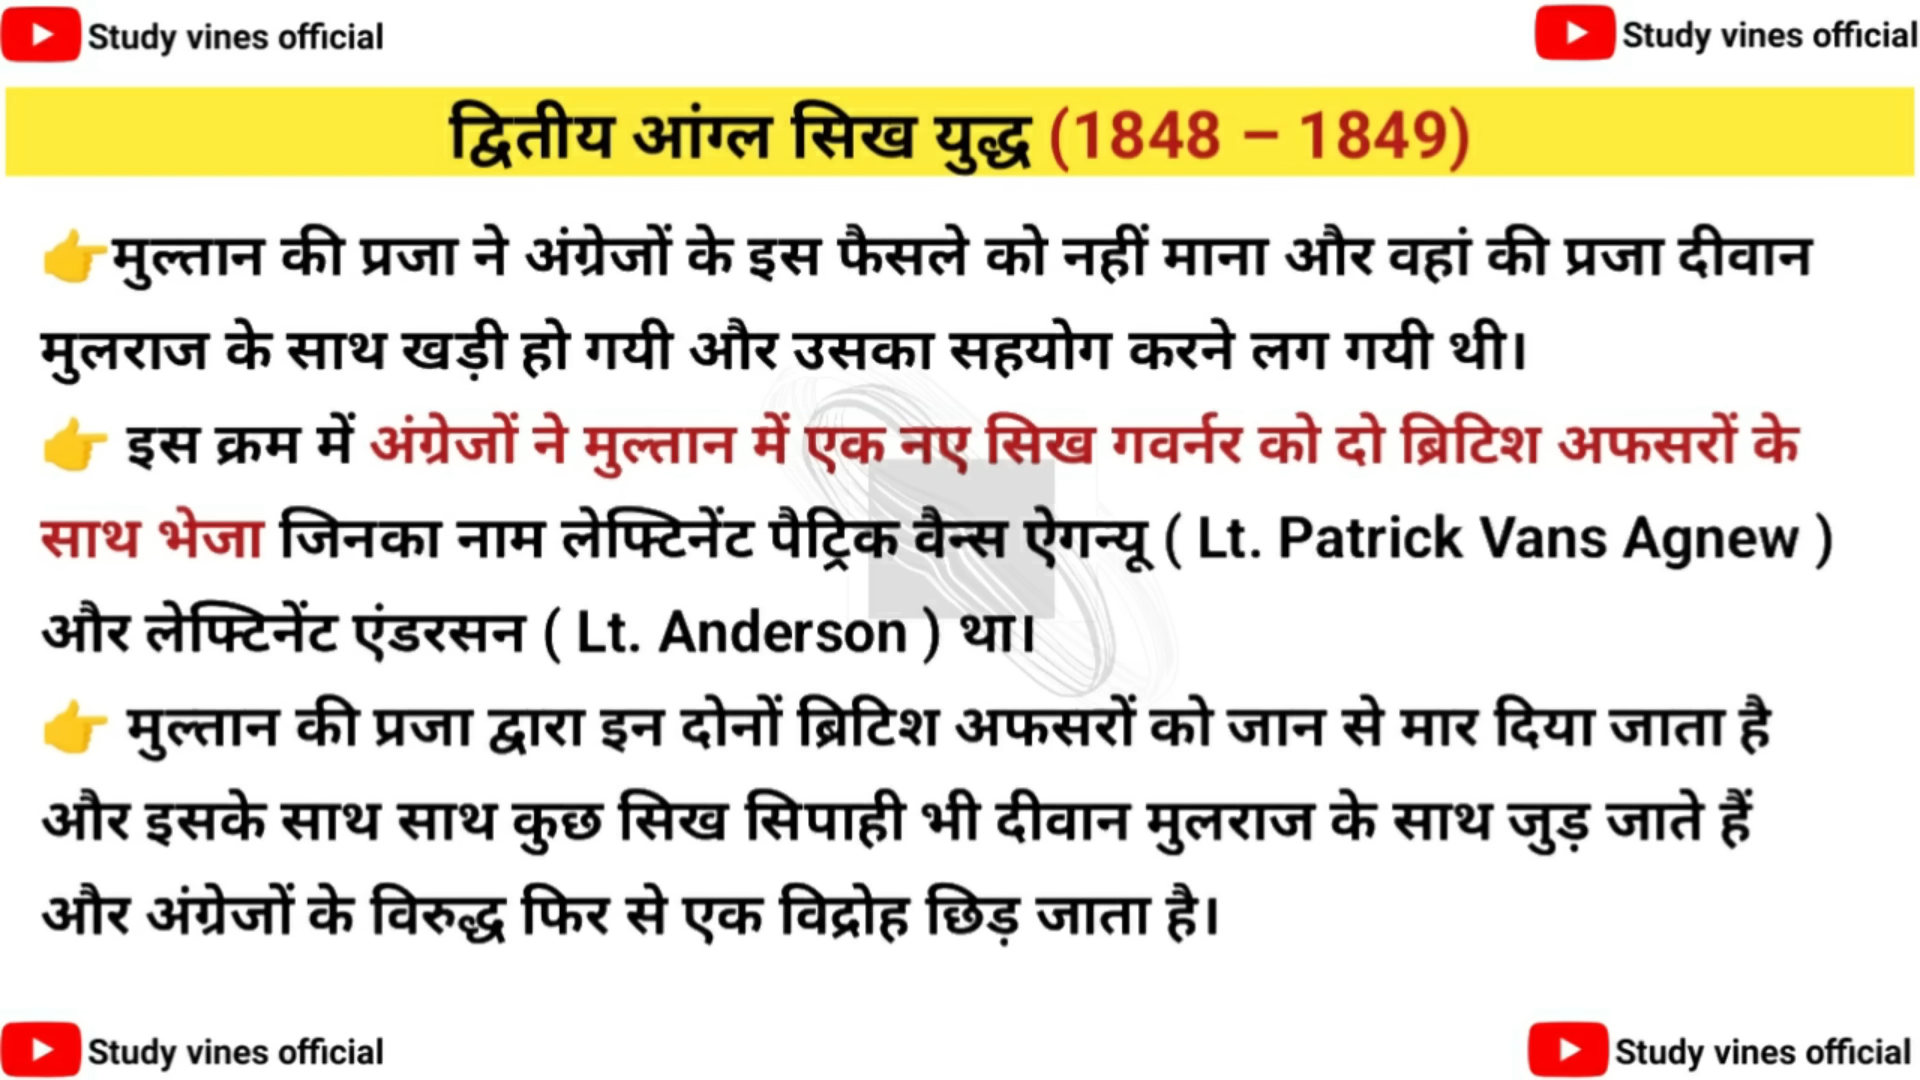 Study vines official
Study vines official
द्वितीय आंग्ल सिख युद्ध (1848 – 1849)
👉मुल्तान की प्रजा ने अंग्रेजों के इस फैसले को नहीं माना और वहां की प्रजा दीवान
मुलराज के साथ खड़ी हो गयी और उसका सहयोग करने लग गयी थी।
👉 इस क्रम में अंग्रेजों ने मुल्तान में एक नए सिख गवर्नर को दो ब्रिटिश अफसरों के
साथ भेजा जिनका नाम लेफ्टिनेंट पैट्रिक वैन्स ऐगन्यू ( Lt. Patrick Vans Agnew )
और लेफ्टिनेंट एंडरसन ( Lt. Anderson ) था।
👉 मुल्तान की प्रजा द्वारा इन दोनों ब्रिटिश अफसरों को जान से मार दिया जाता है
और इसके साथ साथ कुछ सिख सिपाही भी दीवान मुलराज के साथ जुड़ जाते हैं
और अंग्रेजों के विरुद्ध फिर से एक विद्रोह छिड़ जाता है।
Study vines official
Study vines official